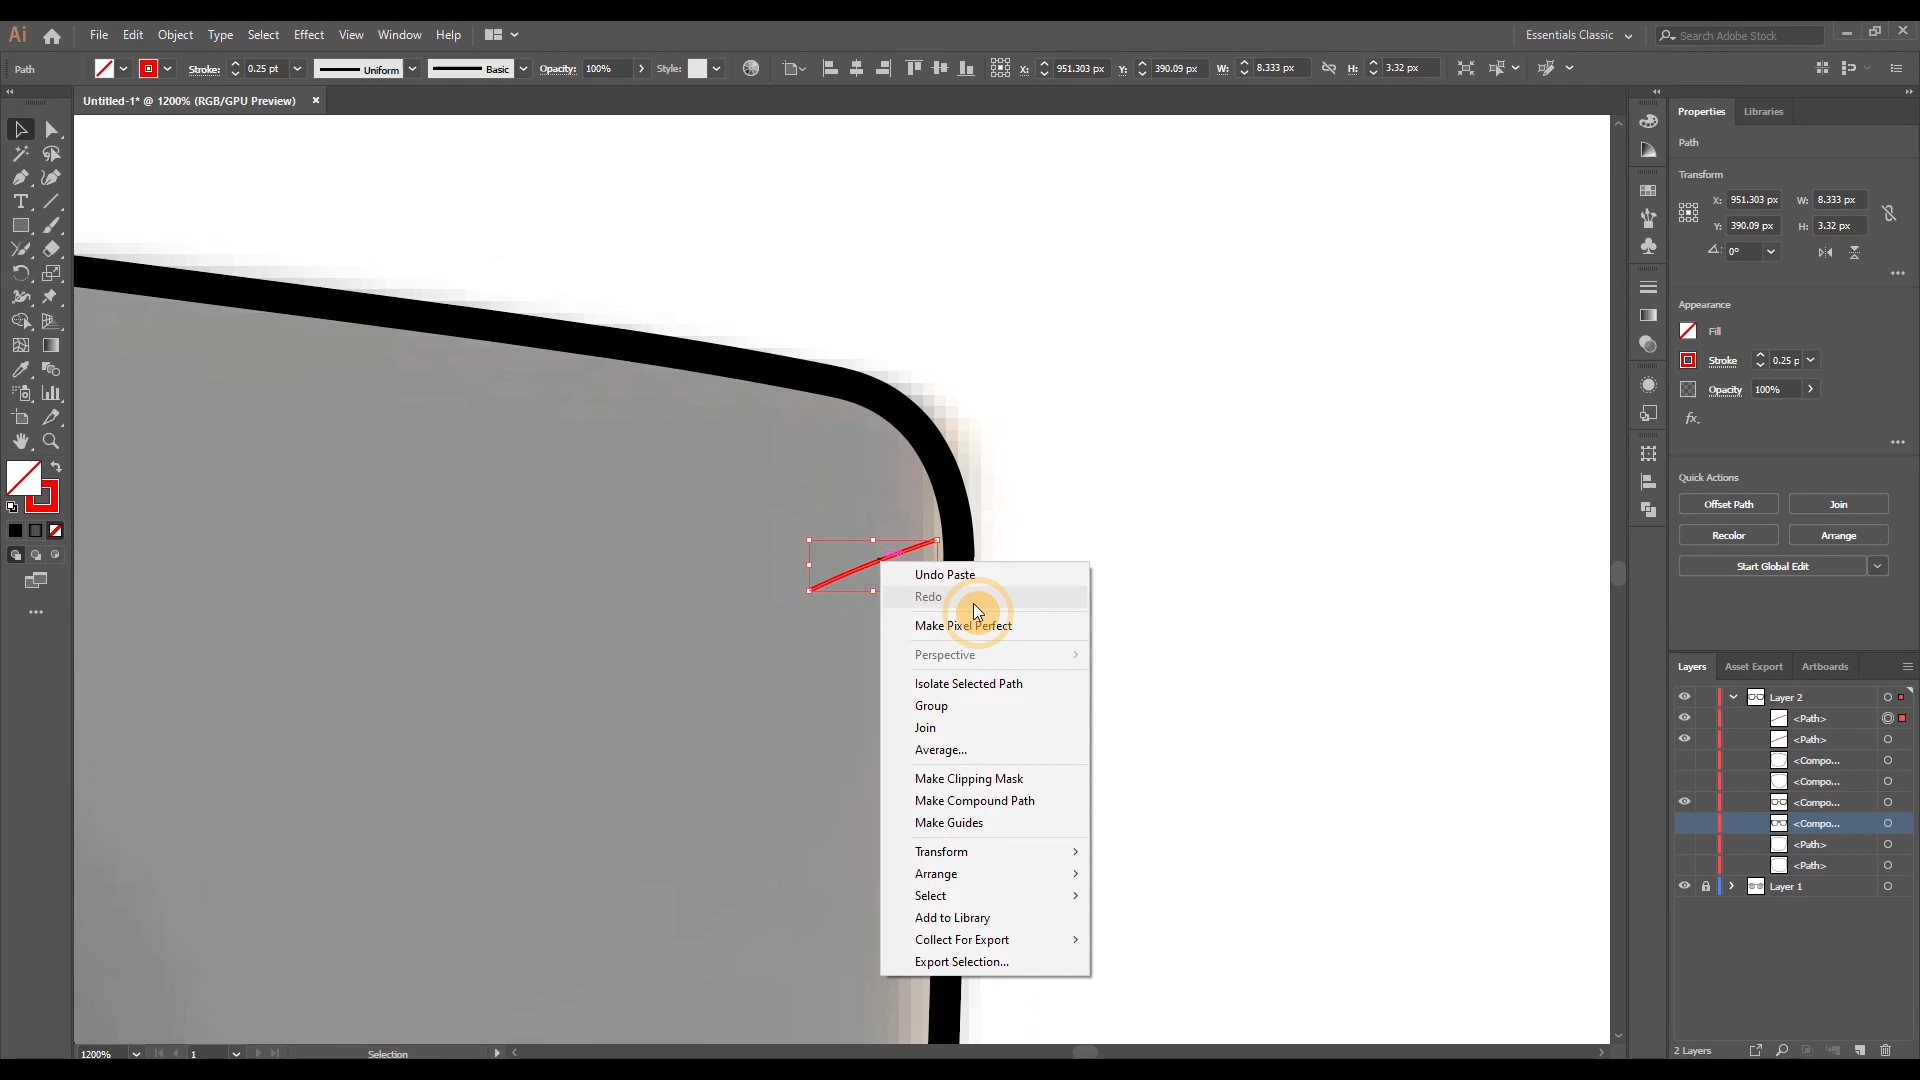 Ai File Edit Object Type Select Effect View Window Help Essentials Classic Search Adobe Stock
Path Stroke: 0.25 pt Uniform Basic Opacity: 100% Style: X: 951.303 px Y: 390.09 px W: 8.333 px H: 3.32 px
Untitled-1* @ 1200% (RGB/GPU Preview)
Properties Libraries
Path
Transform
X: 951.303 px W: 8.333 px
Y: 390.09 px H: 3.32 px
0°
Appearance
Fill
Stroke 0.25 p
Opacity 100%
fx.
Quick Actions
Offset Path Join
Recolor Arrange
Start Global Edit
Undo Paste
Redo
Make Pixel Perfect
Perspective
Isolate Selected Path
Group
Join
Average...
Make Clipping Mask
Make Compound Path
Make Guides
Transform
Arrange
Select
Add to Library
Collect For Export
Export Selection...
Layers Asset Export Artboards
Layer 2
<Path>
<Path>
<Compo...
<Compo...
<Compo...
<Compo...
<Path>
<Path>
Layer 1
2 Layers
1200% 1 Selection